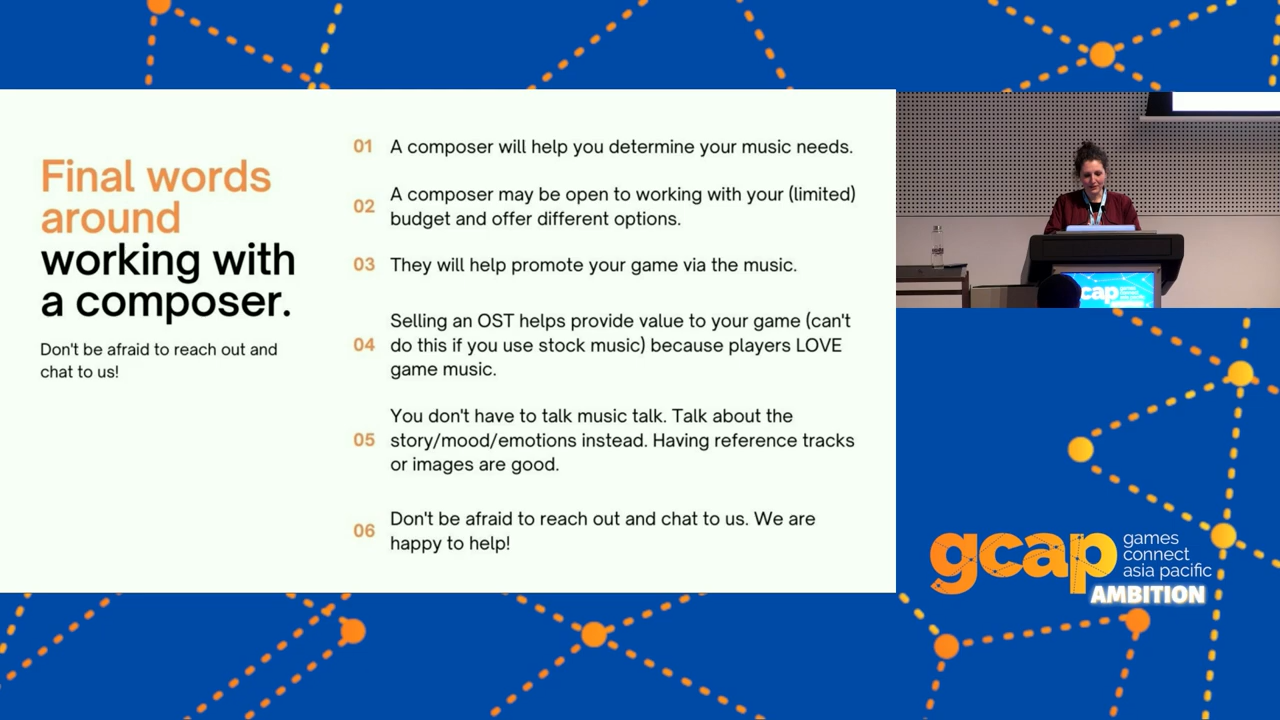 Final words
around
working with
a composer.
Don't be afraid to reach out and
chat to us!
01 A composer will help you determine your music needs.
02 A composer may be open to working with your (limited)
budget and offer different options.
03 They will help promote your game via the music.
04 Selling an OST helps provide value to your game (can't
do this if you use stock music) because players LOVE
game music.
05 You don't have to talk music talk. Talk about the
story/mood/emotions instead. Having reference tracks
or images are good.
06 Don't be afraid to reach out and chat to us. We are
happy to help!
gcap
games
connect
asia pacific
gcap games
connect
asia pacific
AMBITION